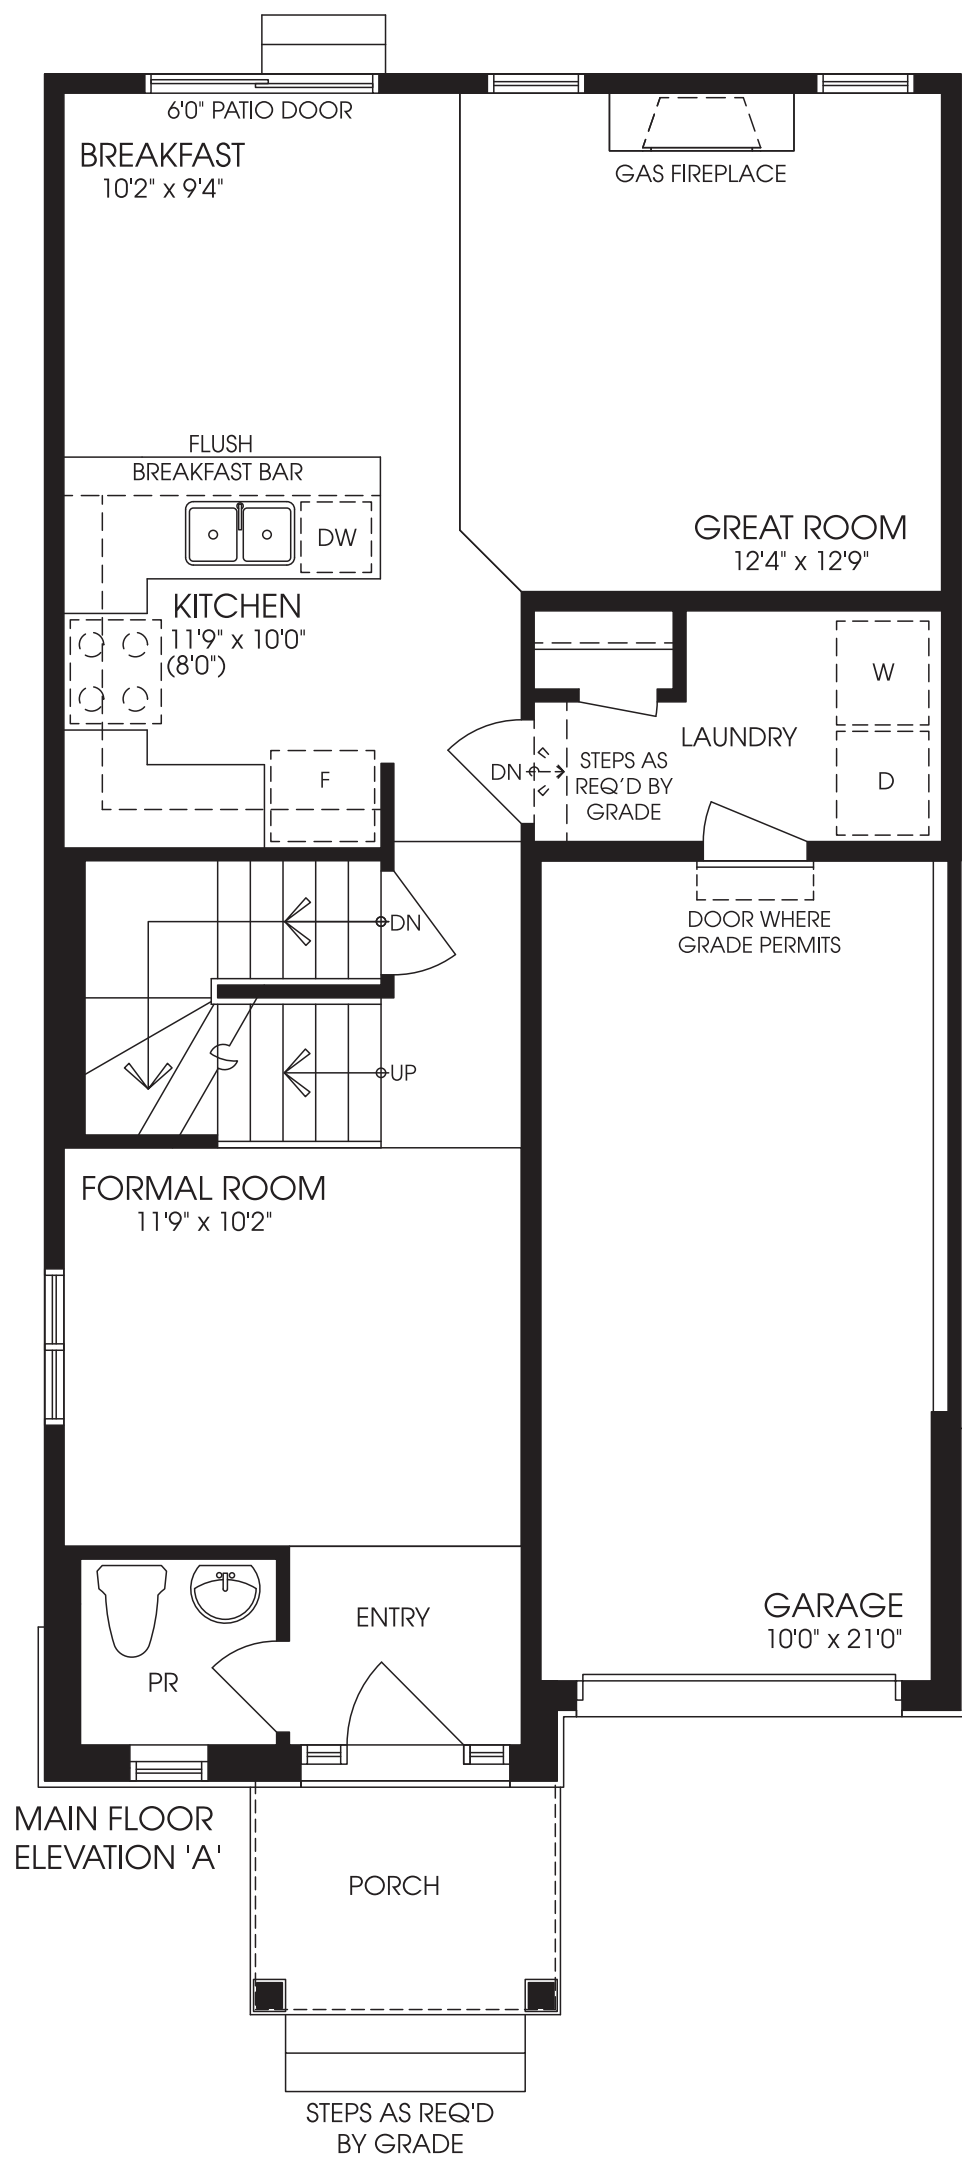 6'0" PATIO DOOR
BREAKFAST
10'2" x 9'4"
GAS FIREPLACE
FLUSH
BREAKFAST BAR
DW
GREAT ROOM
12'4" x 12'9"
KITCHEN
11'9" x 10'0"
(8'0")
W
LAUNDRY
DN
STEPS AS
REQ'D BY
GRADE
F
D
DN
DOOR WHERE
GRADE PERMITS
UP
FORMAL ROOM
11'9" x 10'2"
ENTRY
GARAGE
10'0" x 21'0"
PR
MAIN FLOOR
ELEVATION 'A'
PORCH
STEPS AS REQ'D
BY GRADE